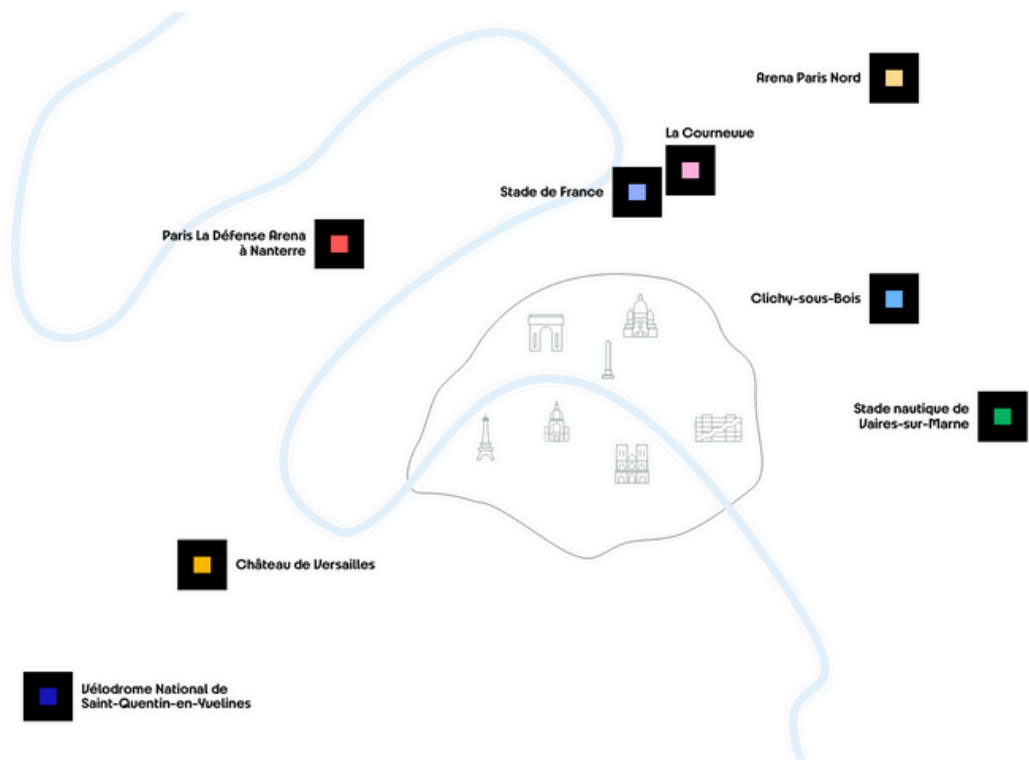 Arena Paris Nord
La Courneuve
Stade de France
Paris La Défense Arena
à Nanterre
Clichy-sous-Bois
Stade nautique de
Vaires-sur-Marne
Château de Versailles
Vélodrome National de
Saint-Quentin-en-Yvelines